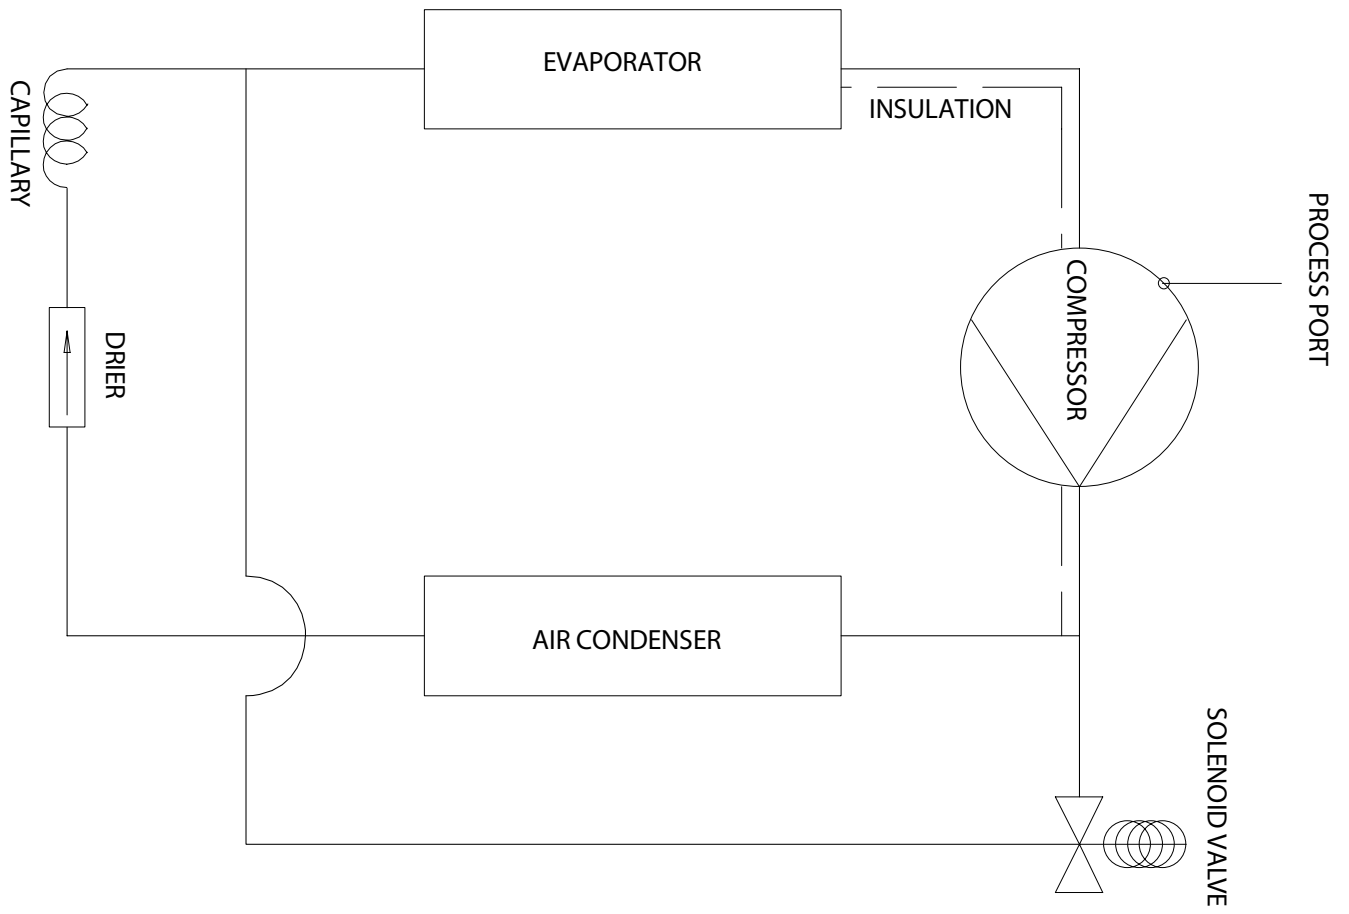 EVAPORATOR
INSULATION
CAPILLARY
PROCESS PORT
COMPRESSOR
DRIER
AIR CONDENSER
SOLENOID VALVE